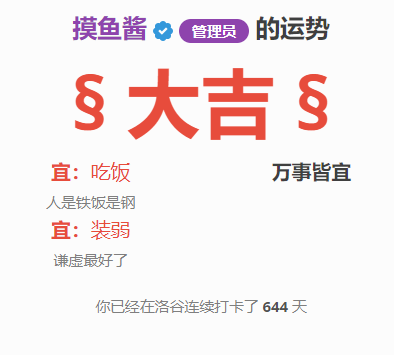 摸鱼酱 管理员 的运势
§ 大吉 §
宜：吃饭 万事皆宜
人是铁饭是钢
宜：装弱
谦虚最好了
你已经在洛谷连续打卡了 644 天